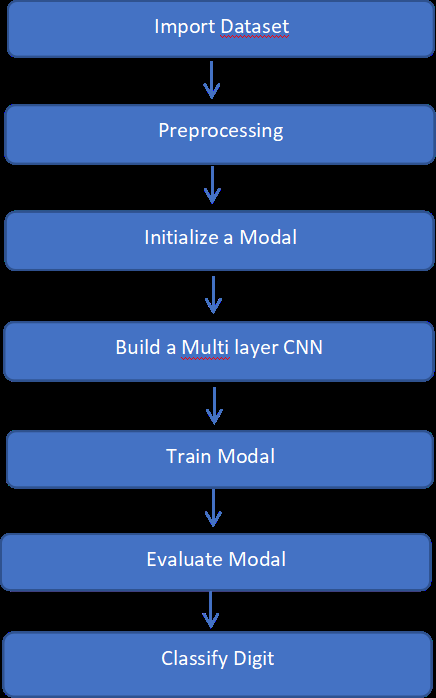 Import Dataset
Preprocessing
Initialize a Modal
Build a Multi layer CNN
Train Modal
Evaluate Modal
Classify Digit